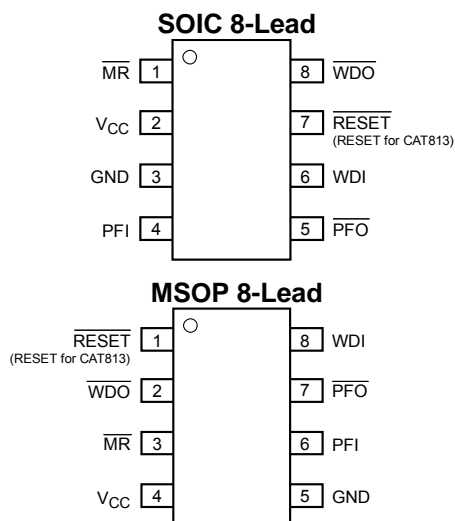 SOIC 8-Lead
MR 1 8 WDO
VCC 2 7 RESET
(RESET for CAT813)
GND 3 6 WDI
PFI 4 5 PFO
MSOP 8-Lead
RESET 1 8 WDI
(RESET for CAT813)
WDO 2 7 PFO
MR 3 6 PFI
VCC 4 5 GND